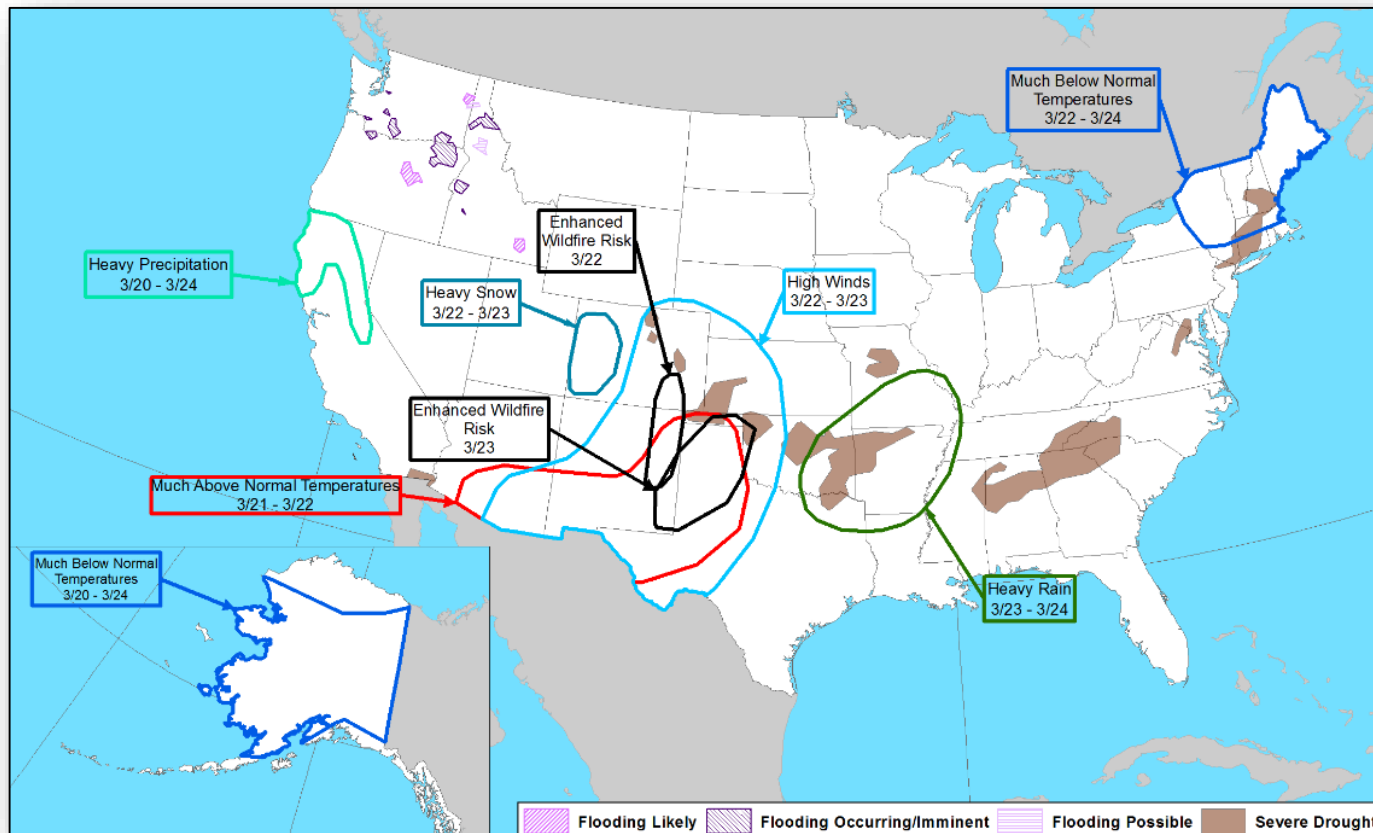 Much Below Normal
Temperatures
3/22 - 3/24
Enhanced
Wildfire Risk
3/22
Heavy Precipitation
3/20 - 3/24
Heavy Snow
3/22 - 3/23
High Winds
3/22 - 3/23
Enhanced Wildfire
Risk
3/23
Much Above Normal Temperatures
3/21 - 3/22
Much Below Normal
Temperatures
3/20 - 3/24
Heavy Rain
3/23 - 3/24
Flooding Likely
Flooding Occurring/Imminent
Flooding Possible
Severe Drought